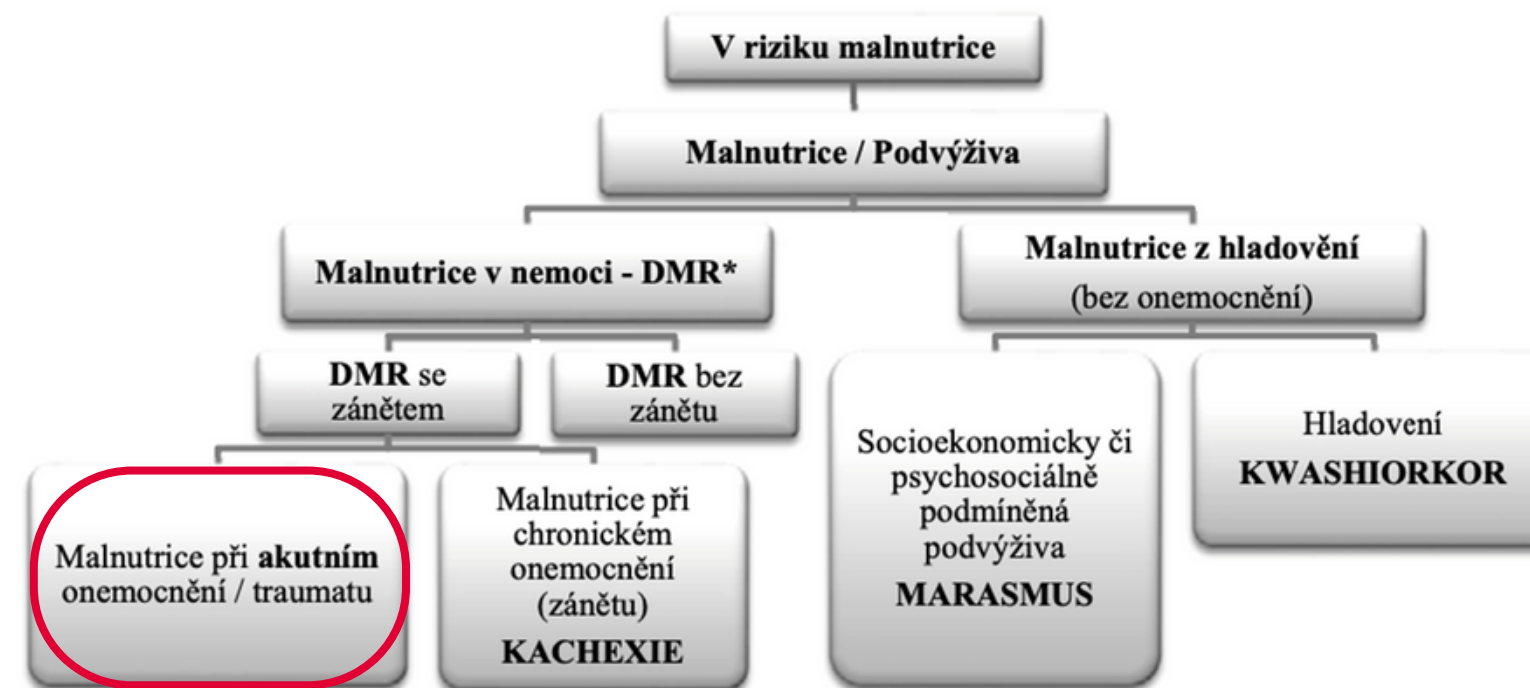 V riziku malnutrice
Malnutrice / Podvýživa
Malnutrice v nemoci - DMR*
Malnutrice z hladovění
(bez onemocnění)
DMR se
zánětem
DMR bez
zánětu
Socioekonomicky či
psychosociálně
podmíněná
podvýživa
MARASMUS
Hladovení
KWASHIORKOR
Malnutrice při akutním
onemocnění / traumatu
Malnutrice při
chronickém
onemocnění
(zánětu)
KACHEXIE